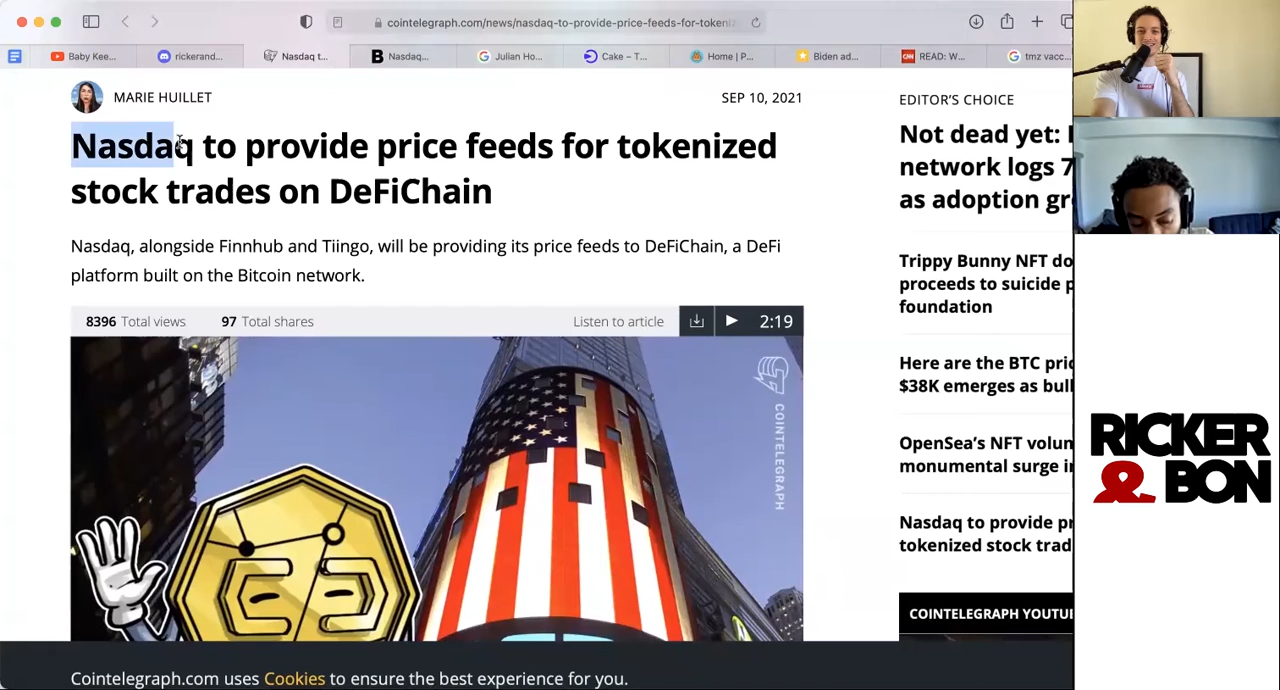 cointelegraph.com/news/nasdaq-to-provide-price-feeds-for-tokeniz
Baby Kee...
rickerand...
Nasdaq t...
Nasdaq...
Julian Ho...
Cake – T...
Home | P...
Biden ad...
CNN
READ: W...
tmz vacc...
MARIE HUILLET
SEP 10, 2021
Nasdaq to provide price feeds for tokenized
stock trades on DeFiChain
Nasdaq, alongside Finnhub and Tiingo, will be providing its price feeds to DeFiChain, a DeFi
platform built on the Bitcoin network.
8396 Total views
97 Total shares
Listen to article
2:19
COINTELEGRAPH
EDITOR'S CHOICE
Not dead yet:
network logs 7
as adoption gr
Trippy Bunny NFT do
proceeds to suicide p
foundation
Here are the BTC pric
$38K emerges as bull
OpenSea's NFT volun
monumental surge in
Nasdaq to provide pr
tokenized stock trad
COINTELEGRAPH YOUTU
Cointelegraph.com uses Cookies to ensure the best experience for you.
RICKER
& BON